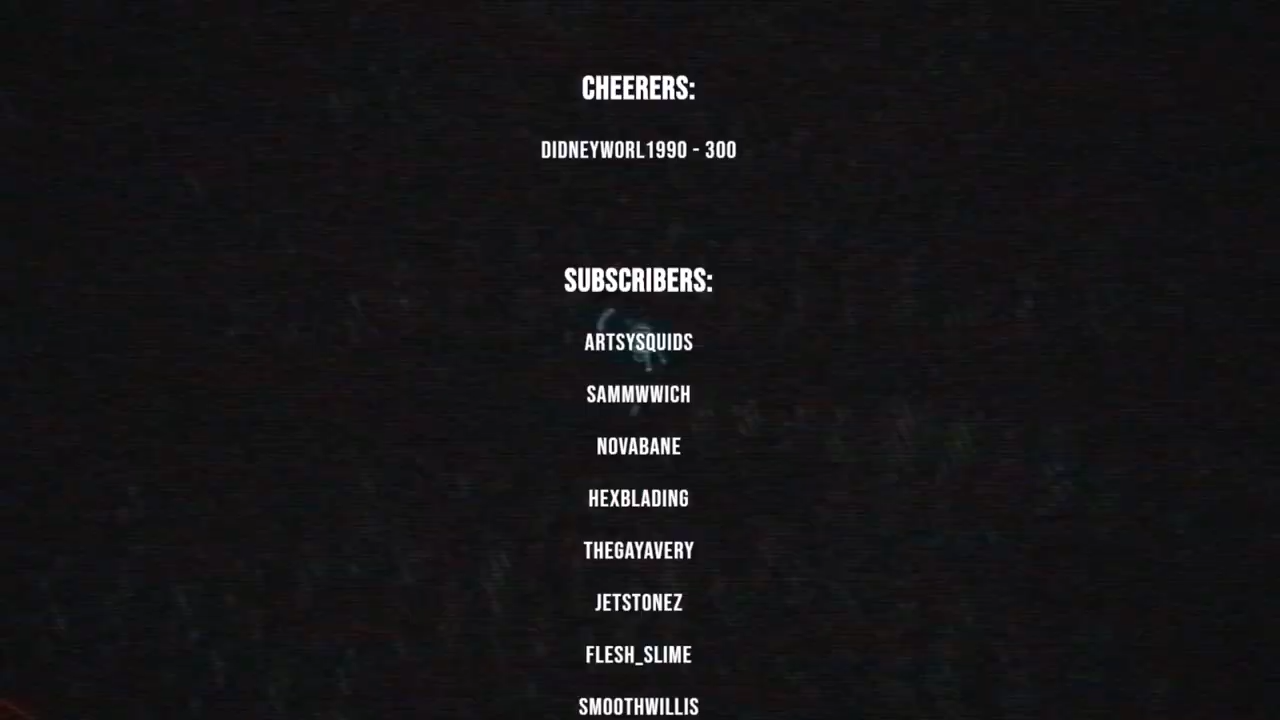 CHEERERS:
DIDNEYWORL1990 - 300
SUBSCRIBERS:
ARTSYSQUIDS
SAMMWWICH
NOVABANE
HEXBLADING
THEGAYAVERY
JETSTONEZ
FLESH_SLIME
SMOOTHWILLIS